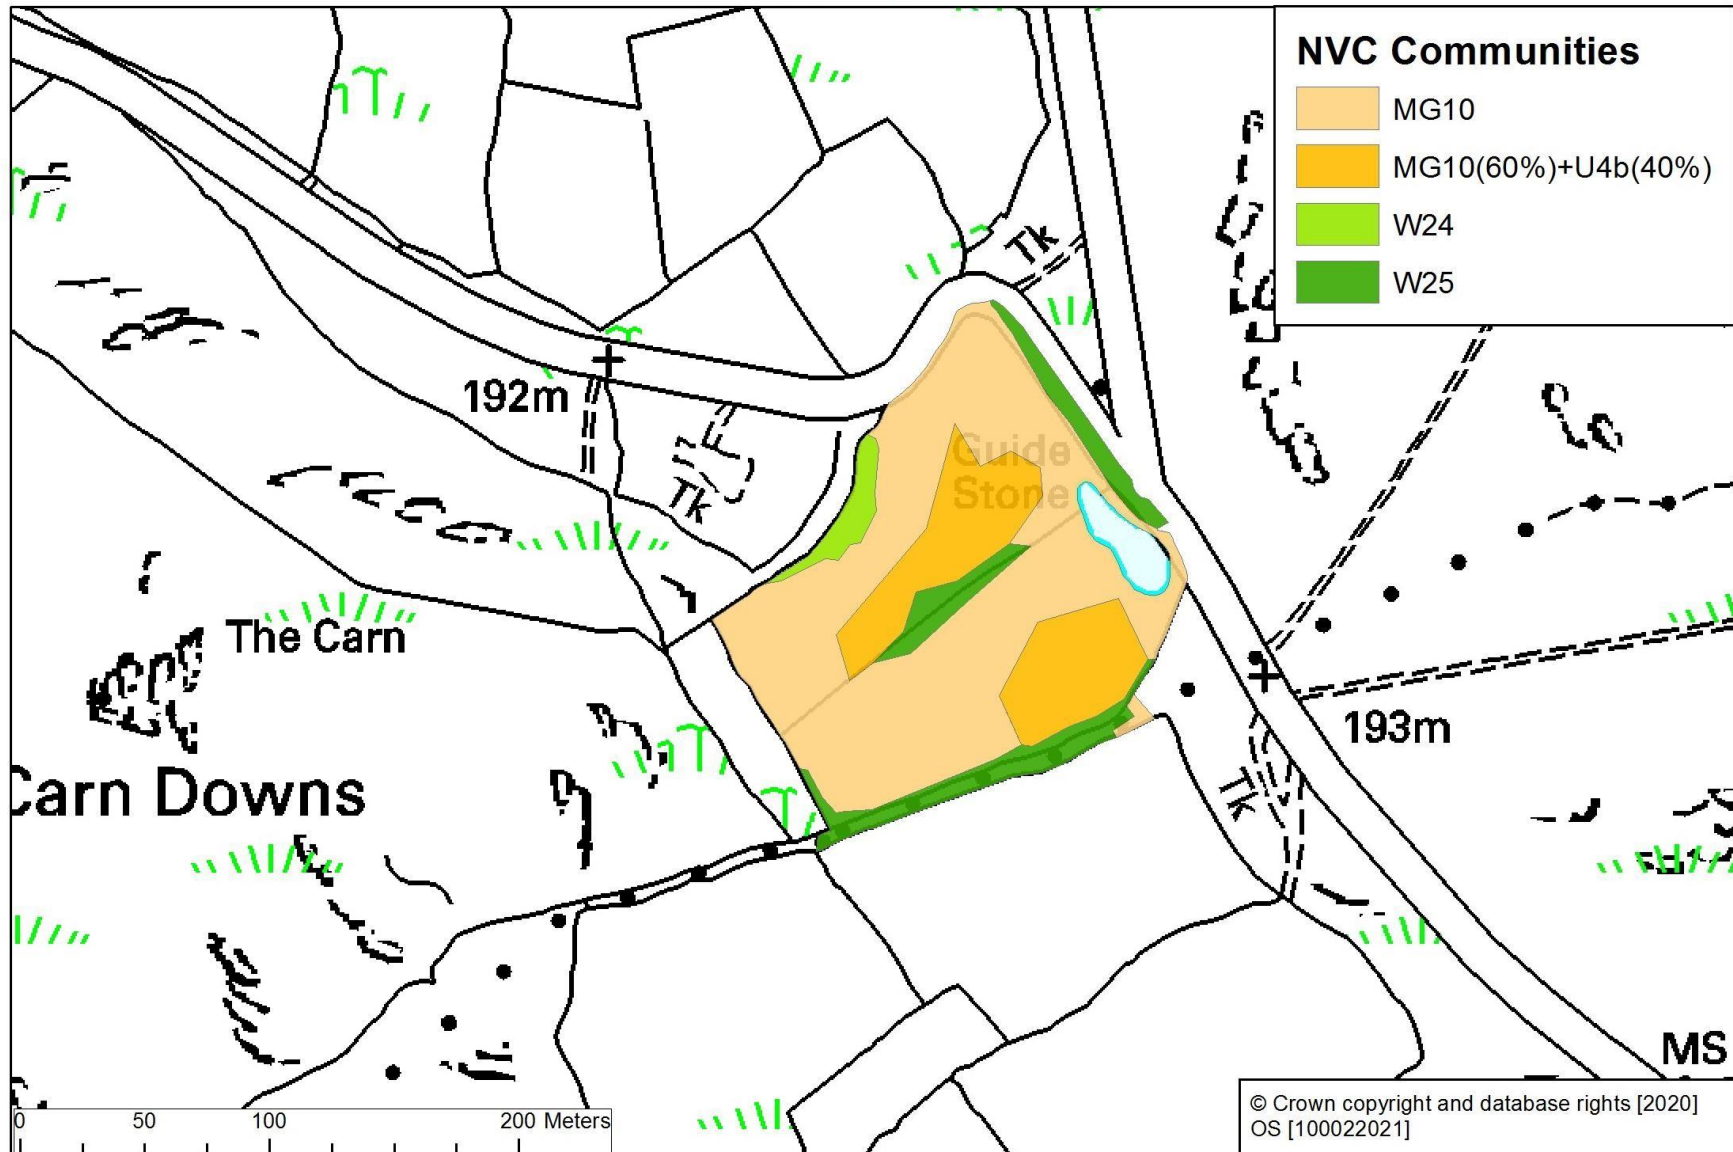 NVC Communities
MG10
MG10(60%)+U4b(40%)
W24
W25
Tk
192m
Guide
Stone
Tk
The Carn
193m
Carn Downs
Tk
MS
0 50 100 200 Meters
© Crown copyright and database rights [2020]
OS [100022021]